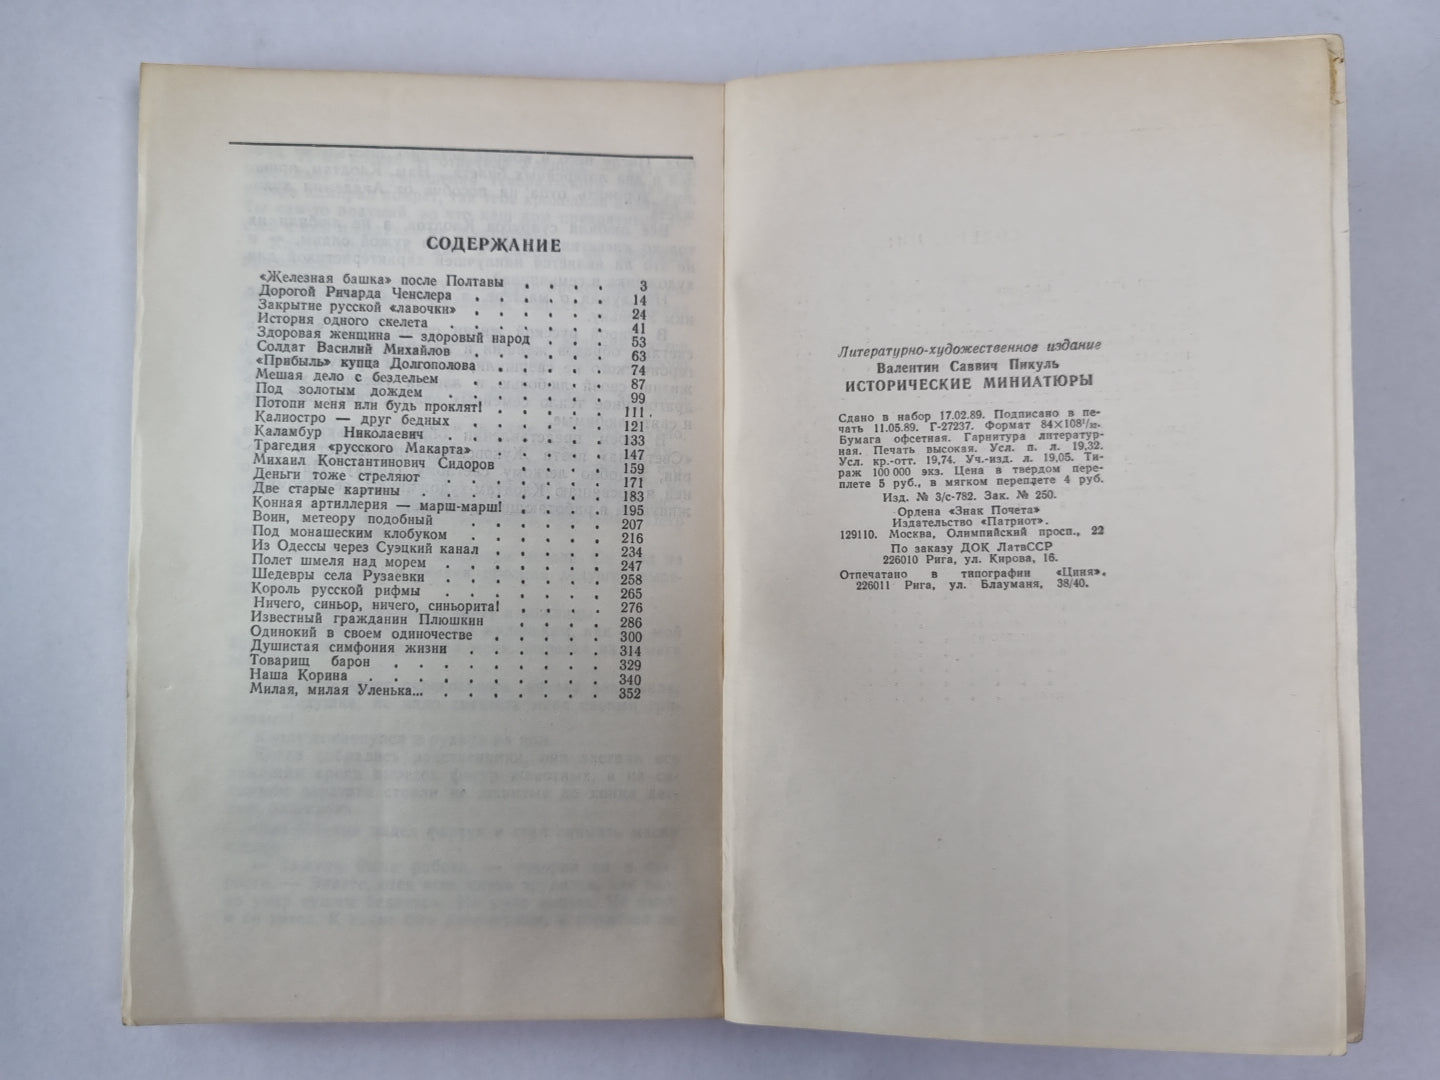 СОДЕРЖАНИЕ
«Железная башка» после Полтавы . . . . 3
Дорогой Ричарда Ченслера . . . . . . 14
Закрытие русской «лавочки» . . . . . . 24
История одного скелета . . . . . . . 41
Здоровая женщина — здоровый народ . . . 53
Солдат Василий Михайлов . . . . . . 63
«Прибыль» купца Долгополова . . . . . 74
Мешая дело с бездельем . . . . . . 87
Под золотым дождем . . . . . . . 99
Потопи меня или будь проклят! . . . . . 111
Калиостро — друг бедных . . . . . . 121
Каламбур Николаевич . . . . . . . 133
Трагедия «русского Макарта» . . . . . 147
Михаил Константинович Сидоров . . . . . 159
Деньги тоже стреляют . . . . . . . 171
Две старые картины . . . . . . . . 183
Конная артиллерия — марш-марш! . . . . 195
Воин, метеору подобный . . . . . . 207
Под монашеским клобуком . . . . . . 216
Из Одессы через Суэцкий канал . . . . . 234
Полет шмеля над морем . . . . . . . 247
Шедевры села Рузаевки . . . . . . . 258
Король русской рифмы . . . . . . . 265
Ничего, синьор, ничего, синьорита! . . . . 276
Известный гражданин Плюшкин . . . . 286
Одинокий в своем одиночестве . . . . . 300
Душистая симфония жизни . . . . . . 314
Товарищ барон . . . . . . . . . 329
Наша Корина . . . . . . . . . . 340
Милая, милая Уленька... . . . . . . . 352
Литературно-художественное издание
Валентин Саввич Пикуль
ИСТОРИЧЕСКИЕ МИНИАТЮРЫ
Сдано в набор 17.02.89. Подписано в пе-
чать 11.05.89. Г-27237. Формат 84×108¹/₃₂.
Бумага офсетная. Гарнитура литератур-
ная. Печать высокая. Усл. п. л. 19,32.
Усл. кр.-отт. 19,74. Уч.-изд. л. 19,05. Ти-
раж 100 000 экз. Цена в твердом пере-
плете 5 руб., в мягком переплете 4 руб.
Изд. № 3/с-782. Зак. № 250.
Ордена «Знак Почета»
Издательство «Патриот».
129110. Москва, Олимпийский просп., 22
По заказу ДОК ЛатвССР
226010 Рига, ул. Кирова, 16.
Отпечатано в типографии «Циня».
226011 Рига, ул. Блауманя, 38/40.